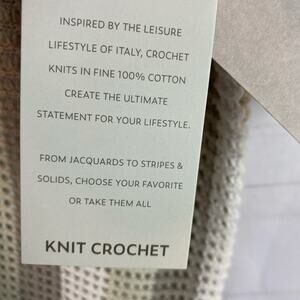 INSPIRED BY THE LEISURE
LIFESTYLE OF ITALY, CROCHET
KNITS IN FINE 100% COTTON
CREATE THE ULTIMATE
STATEMENT FOR YOUR LIFESTYLE.
FROM JACQUARDS TO STRIPES &
SOLIDS, CHOOSE YOUR FAVORITE
OR TAKE THEM ALL
KNIT CROCHET